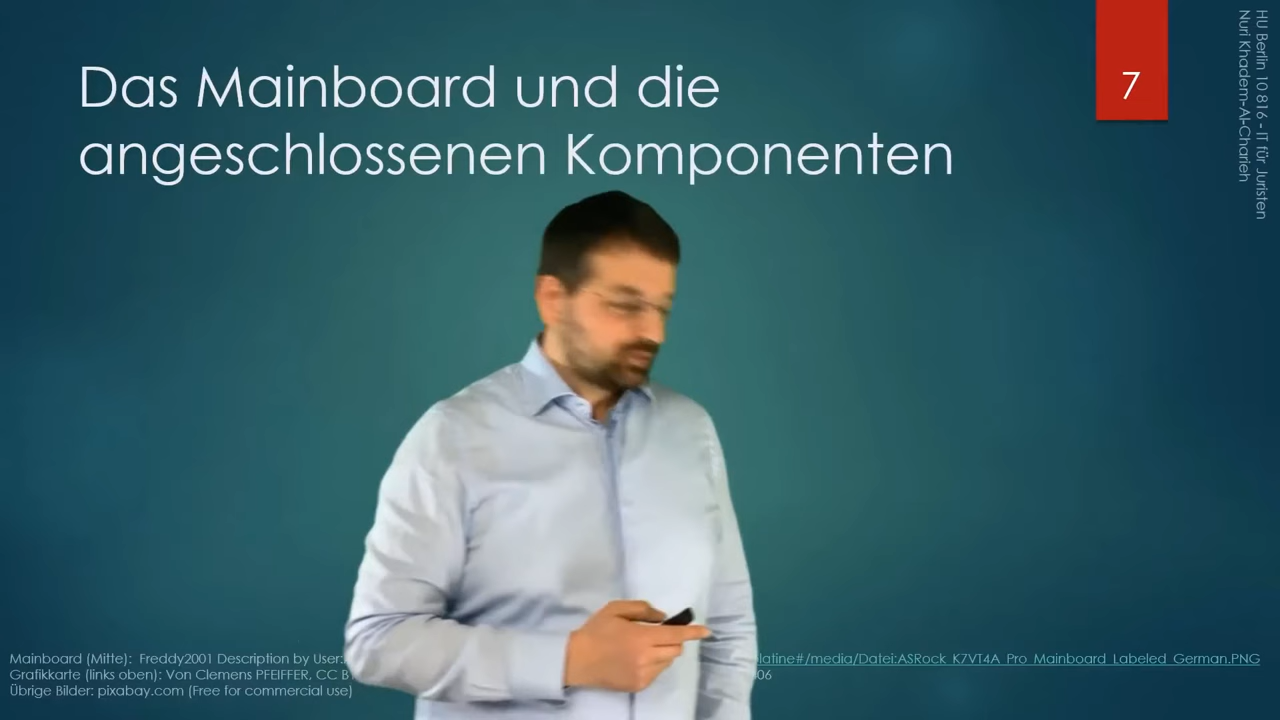 Das Mainboard und die
angeschlossenen Komponenten
7
HU Berlin 10 816 - IT für Juristen
Nuri Khadem-Al-Charieh
Mainboard (Mitte): Freddy2001 Description by User: latine#/media/Datei:ASRock_K7VT4A_Pro_Mainboard_Labeled_German.PNG
Grafikkarte (links oben): Von Clemens PFEIFFER, CC 06
Übrige Bilder: pixabay.com (Free for commercial use)